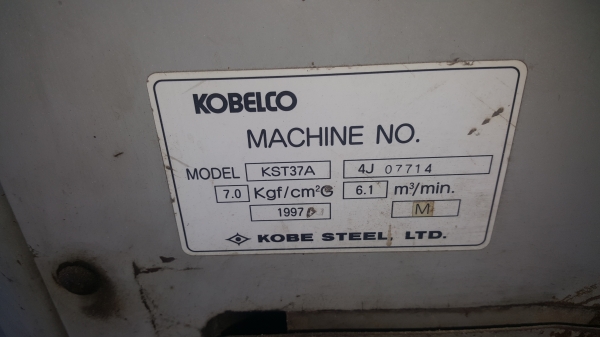 KOBELCO
MACHINE NO.
MODEL KST37A 4J 07714
7.0 Kgf/cm²G 6.1 m³/min.
1997 M
KOBE STEEL, LTD.